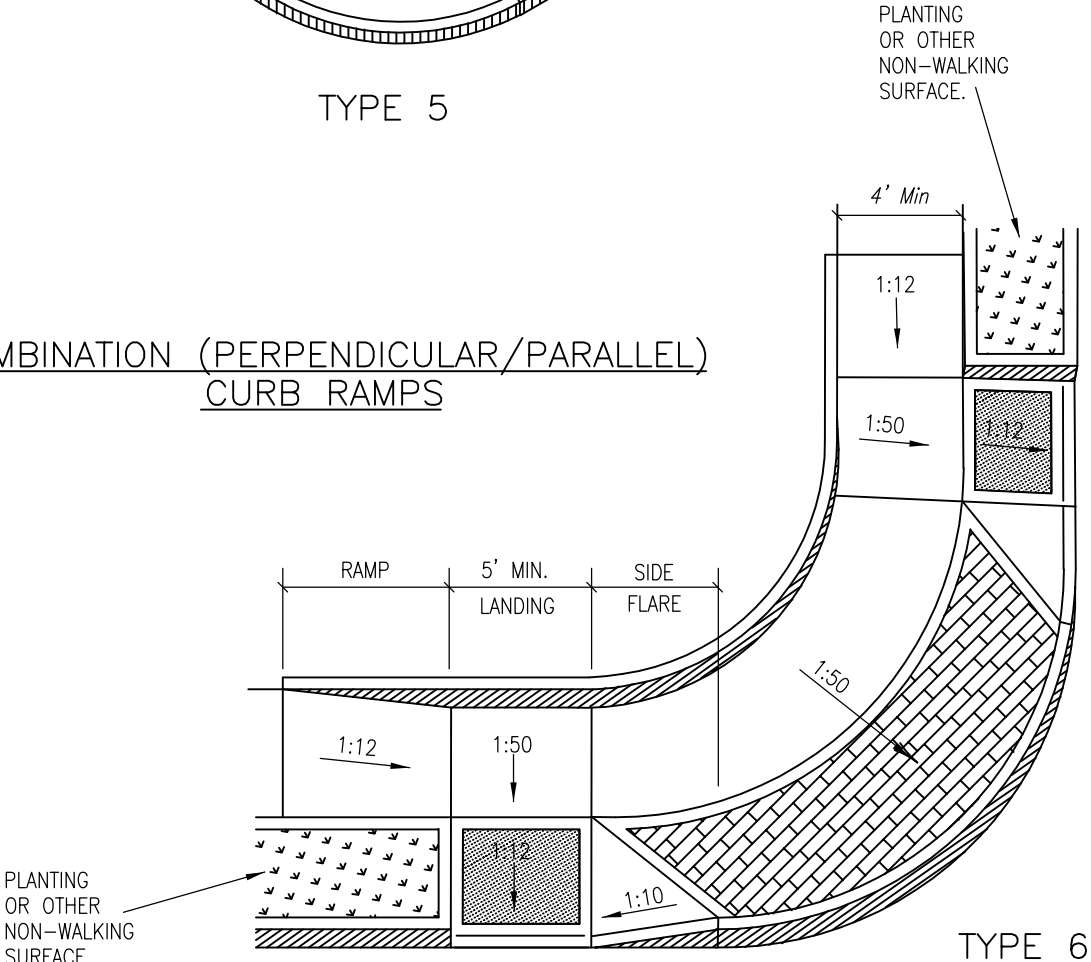 PLANTING
OR OTHER
NON-WALKING
SURFACE.
TYPE 5
4' Min
1:12
MBINATION (PERPENDICULAR/PARALLEL)
CURB RAMPS
1:50
1:12
RAMP
5' MIN.
LANDING
SIDE
FLARE
1:50
1:12
1:50
1:12
1:10
PLANTING
OR OTHER
NON-WALKING
SURFACE
TYPE 6